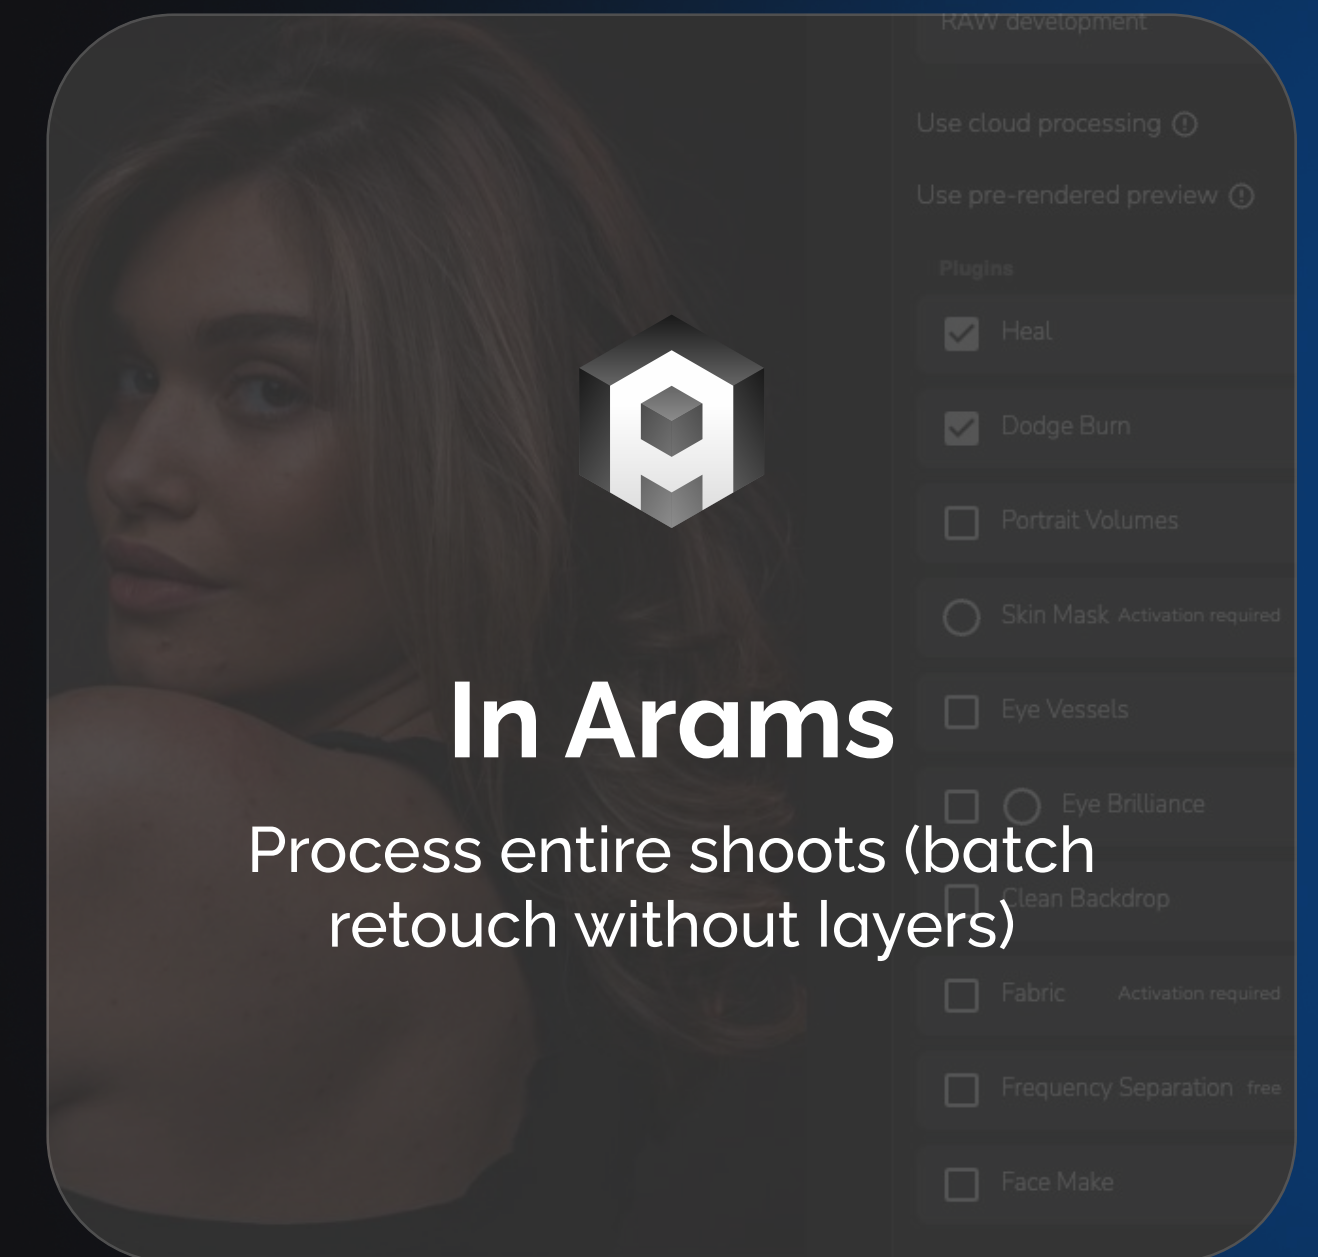 RAW development
Use cloud processing
Use pre-rendered preview
Plugins
Heal
Dodge Burn
Portrait Volumes
Skin Mask Activation required
In Arams
Eye Vessels
Eye Brilliance
Process entire shoots (batch
retouch without layers)
Clean Backdrop
Fabric Activation required
Frequency Separation free
Face Make